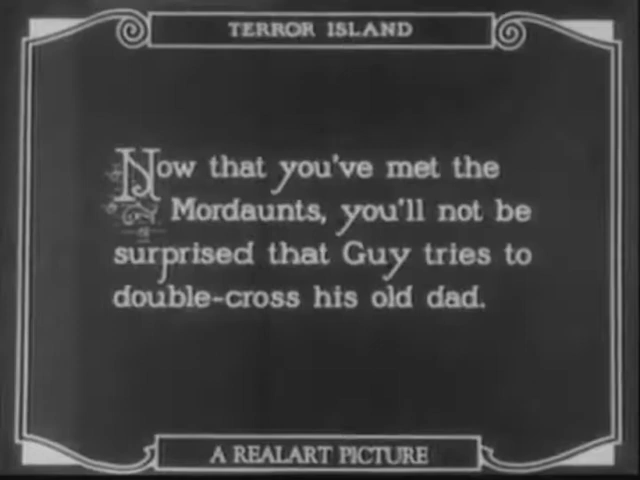 TERROR ISLAND
Now that you've met the
Mordaunts, you'll not be
surprised that Guy tries to
double-cross his old dad.
A REALART PICTURE